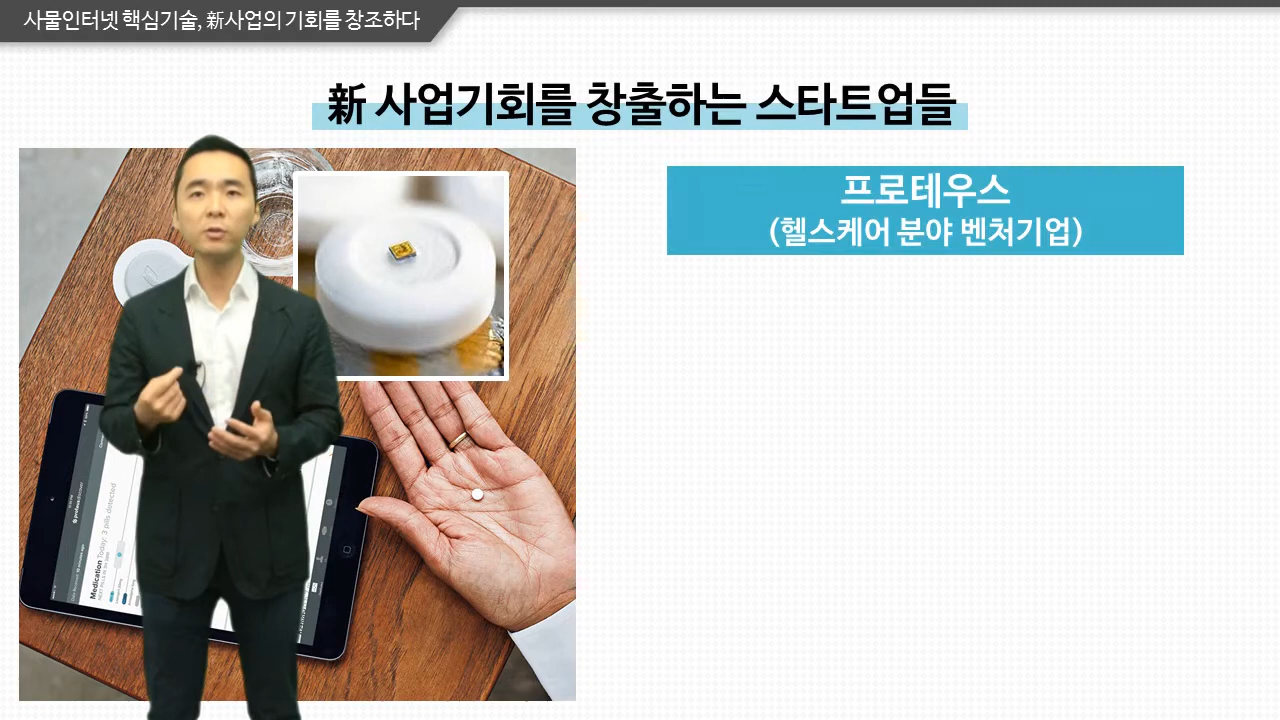 사물인터넷 핵심기술, 新사업의 기회를 창조하다
新 사업기회를 창출하는 스타트업들
프로테우스
(헬스케어 분야 벤처기업)
Medication Today: 3 pills detected